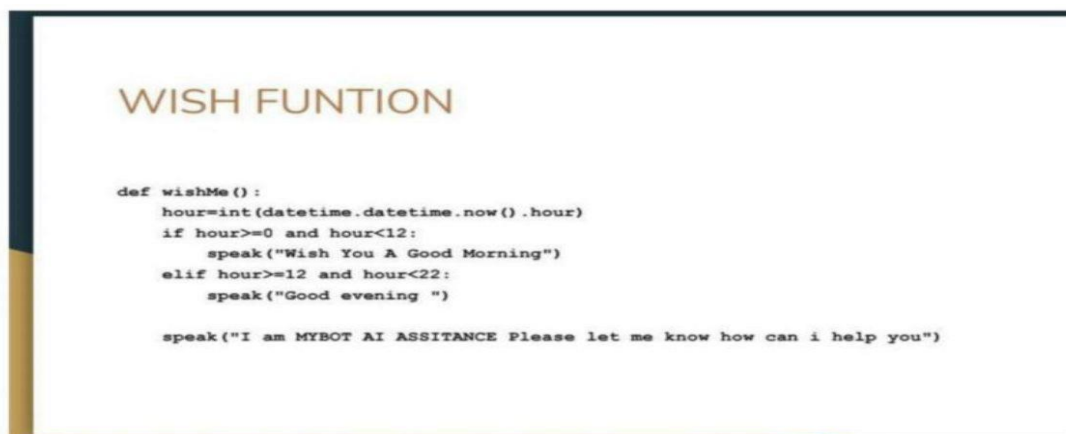 WISH FUNTION
def wishMe():
    hour=int(datetime.datetime.now().hour)
    if hour>=0 and hour<12:
        speak("Wish You A Good Morning")
    elif hour>=12 and hour<22:
        speak("Good evening ")
    speak("I am MYBOT AI ASSITANCE Please let me know how can i help you")